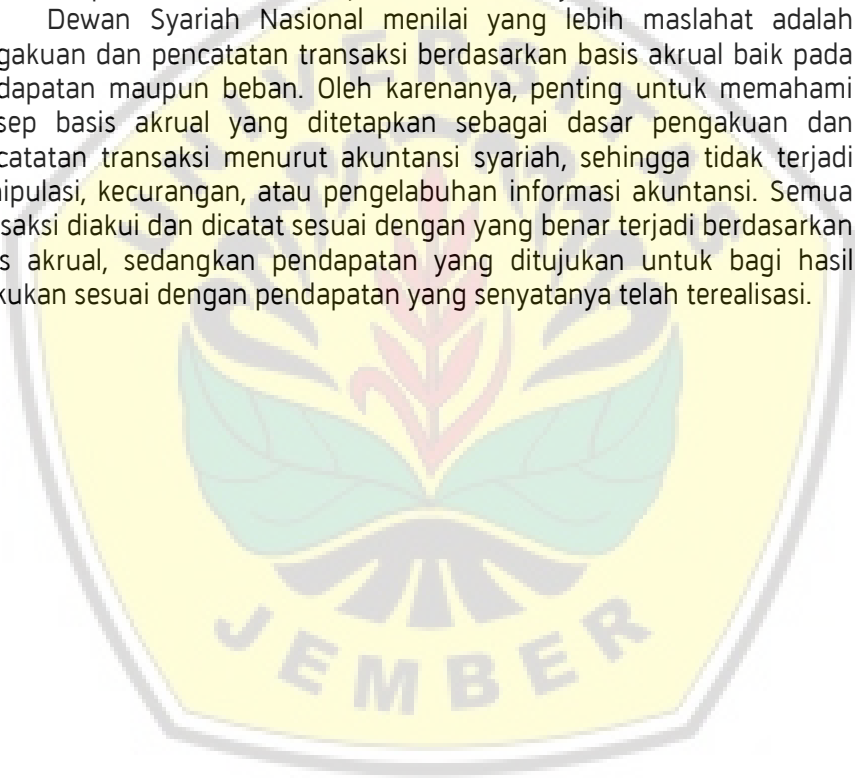 Dewan Syariah Nasional menilai yang lebih maslahat adalah
gakuan dan pencatatan transaksi berdasarkan basis akrual baik pada
dapatan maupun beban. Oleh karenanya, penting untuk memahami
sep basis akrual yang ditetapkan sebagai dasar pengakuan dan
catatan transaksi menurut akuntansi syariah, sehingga tidak terjadi
nipulasi, kecurangan, atau pengelabuhan informasi akuntansi. Semua
saksi diakui dan dicatat sesuai dengan yang benar terjadi berdasarkan
s akrual, sedangkan pendapatan yang ditujukan untuk bagi hasil
kukan sesuai dengan pendapatan yang senyatanya telah terealisasi.
UNIVERSITAS
JEMBER